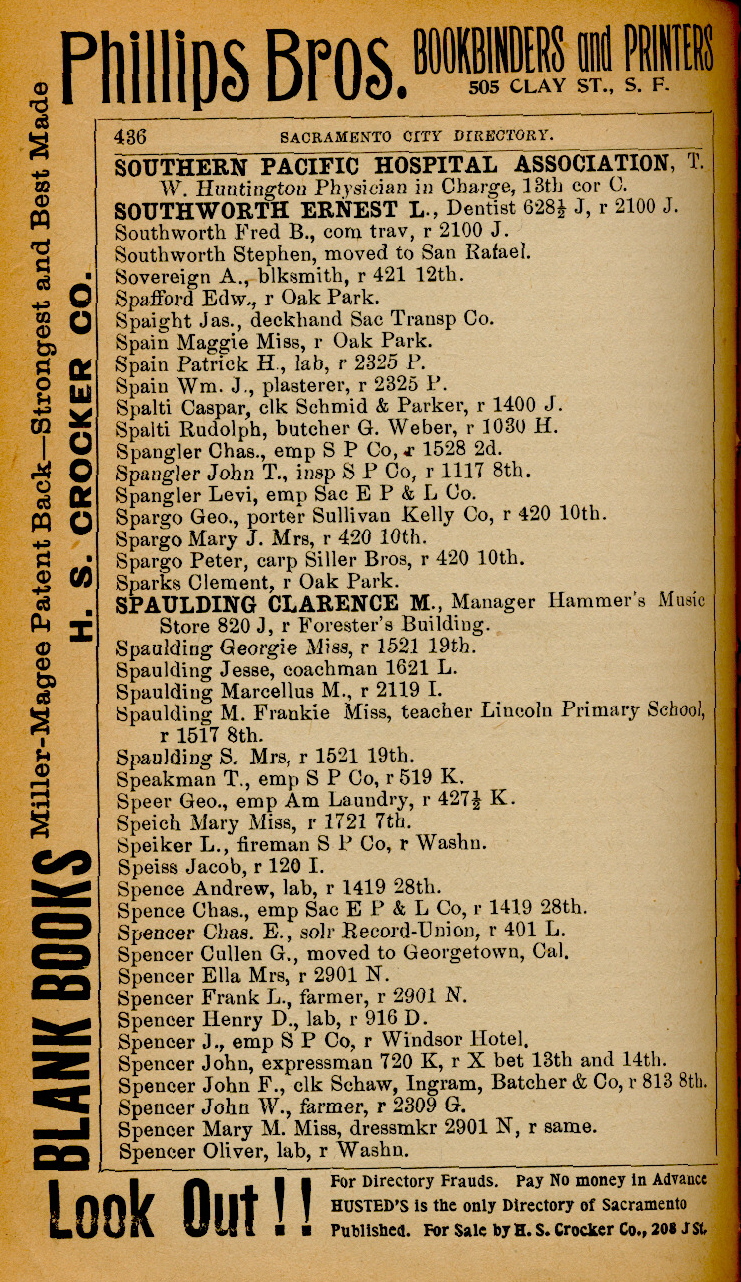 Phillips Bros. BOOKBINDERS and PRINTERS
505 CLAY ST., S. F.
BLANK BOOKS Miller-Magee Patent Back—Strongest and Best Made
H. S. CROCKER CO.
436 SACRAMENTO CITY DIRECTORY.
SOUTHERN PACIFIC HOSPITAL ASSOCIATION, T.
W. Huntington Physician in Charge, 13th cor C.
SOUTHWORTH ERNEST L., Dentist 628½ J, r 2100 J.
Southworth Fred B., com trav, r 2100 J.
Southworth Stephen, moved to San Rafael.
Sovereign A., blksmith, r 421 12th.
Spafford Edw., r Oak Park.
Spaight Jas., deckhand Sac Transp Co.
Spain Maggie Miss, r Oak Park.
Spain Patrick H., lab, r 2325 P.
Spain Wm. J., plasterer, r 2325 P.
Spalti Caspar, clk Schmid & Parker, r 1400 J.
Spalti Rudolph, butcher G. Weber, r 1030 H.
Spangler Chas., emp S P Co, r 1528 2d.
Spangler John T., insp S P Co, r 1117 8th.
Spangler Levi, emp Sac E P & L Co.
Spargo Geo., porter Sullivan Kelly Co, r 420 10th.
Spargo Mary J. Mrs, r 420 10th.
Spargo Peter, carp Siller Bros, r 420 10th.
Sparks Clement, r Oak Park.
SPAULDING CLARENCE M., Manager Hammer's Music
Store 820 J, r Forester's Building.
Spaulding Georgie Miss, r 1521 19th.
Spaulding Jesse, coachman 1621 L.
Spaulding Marcellus M., r 2119 I.
Spaulding M. Frankie Miss, teacher Lincoln Primary School,
r 1517 8th.
Spaulding S. Mrs, r 1521 19th.
Speakman T., emp S P Co, r 519 K.
Speer Geo., emp Am Laundry, r 427½ K.
Speich Mary Miss, r 1721 7th.
Speiker L., fireman S P Co, r Washn.
Speiss Jacob, r 120 I.
Spence Andrew, lab, r 1419 28th.
Spence Chas., emp Sac E P & L Co, r 1419 28th.
Spencer Chas. E., solr Record-Union, r 401 L.
Spencer Cullen G., moved to Georgetown, Cal.
Spencer Ella Mrs, r 2901 N.
Spencer Frank L., farmer, r 2901 N.
Spencer Henry D., lab, r 916 D.
Spencer J., emp S P Co, r Windsor Hotel.
Spencer John, expressman 720 K, r X bet 13th and 14th.
Spencer John F., clk Schaw, Ingram, Batcher & Co, r 813 8th.
Spencer John W., farmer, r 2309 G.
Spencer Mary M. Miss, dressmkr 2901 N, r same.
Spencer Oliver, lab, r Washn.
Look Out!!
For Directory Frauds. Pay No money in Advance
HUSTED'S is the only Directory of Sacramento
Published. For Sale by H. S. Crocker Co., 208 J St.